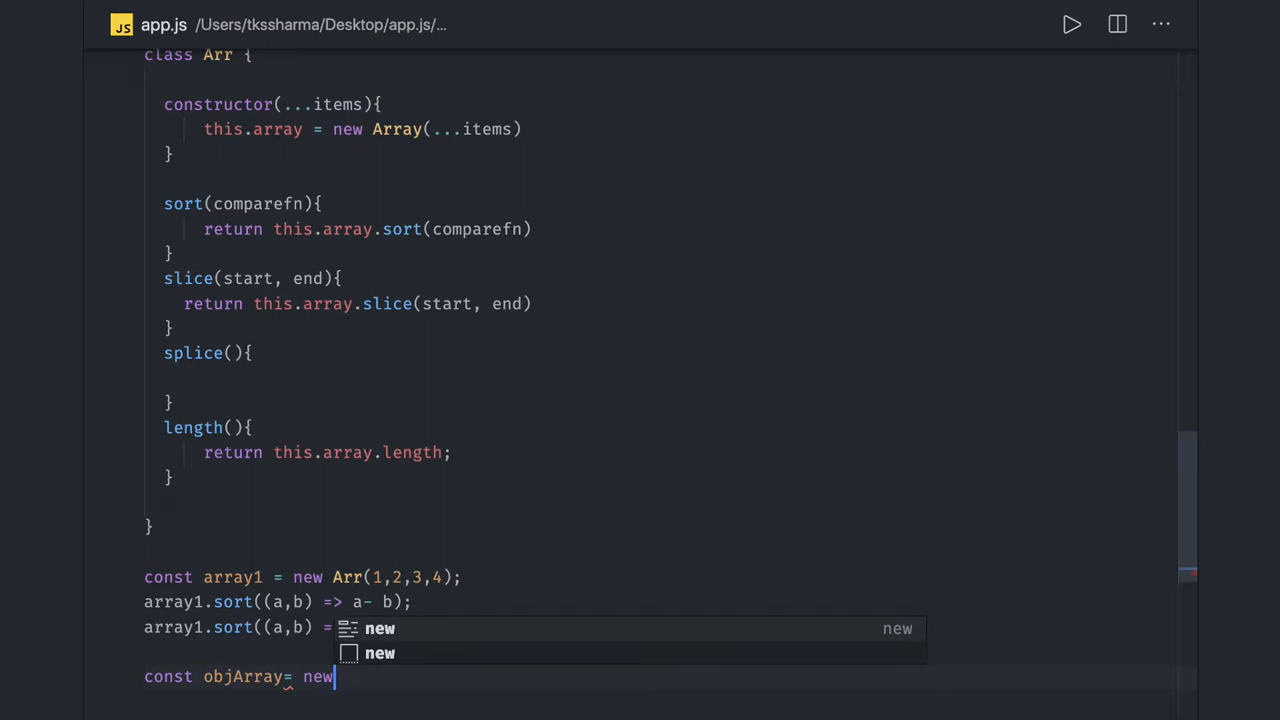 JS app.js /Users/tkssharma/Desktop/app.js/...
class Arr {
constructor(...items){
this.array = new Array(...items)
}
sort(comparefn){
return this.array.sort(comparefn)
}
slice(start, end){
return this.array.slice(start, end)
}
splice(){
}
length(){
return this.array.length;
}
}
const array1 = new Arr(1,2,3,4);
array1.sort((a,b) => a- b);
array1.sort((a,b) =
new new
new
const objArray= new